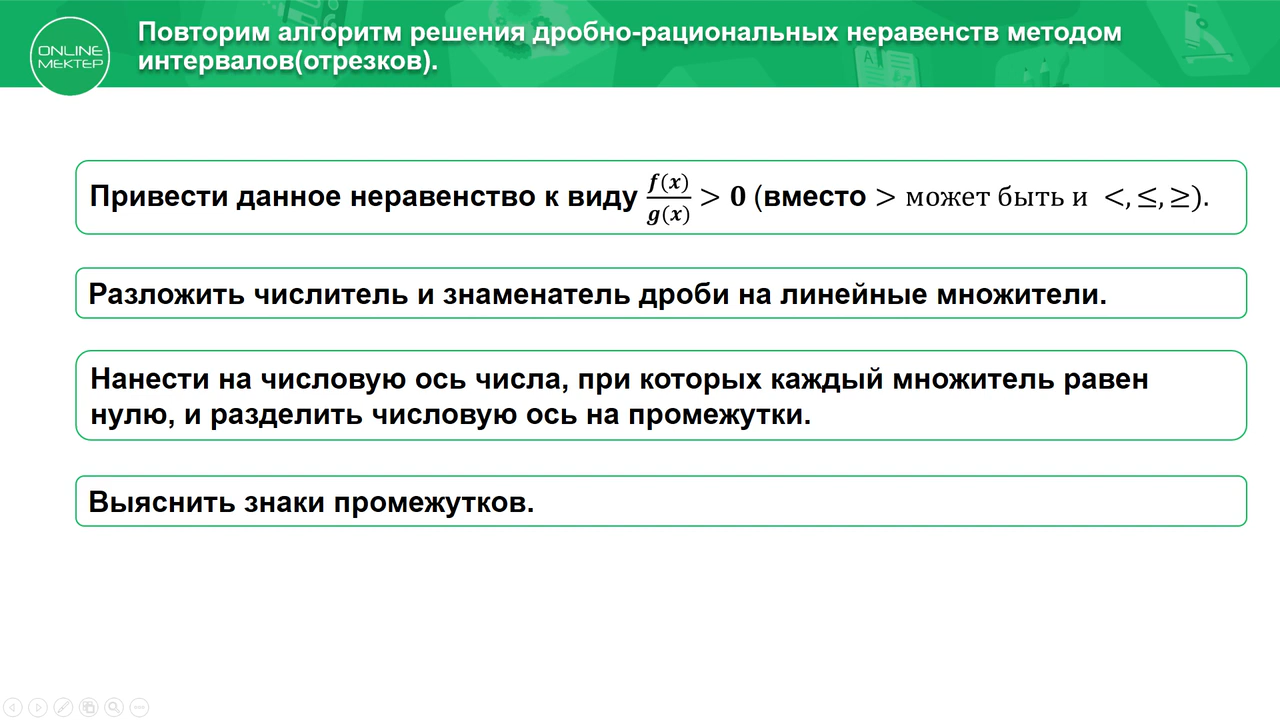 ONLINE
МЕКТЕР
Повторим алгоритм решения дробно-рациональных неравенств методом
интервалов(отрезков).
Привести данное неравенство к виду f(x)/g(x) > 0 (вместо > может быть и <, ≤, ≥).
Разложить числитель и знаменатель дроби на линейные множители.
Нанести на числовую ось числа, при которых каждый множитель равен
нулю, и разделить числовую ось на промежутки.
Выяснить знаки промежутков.